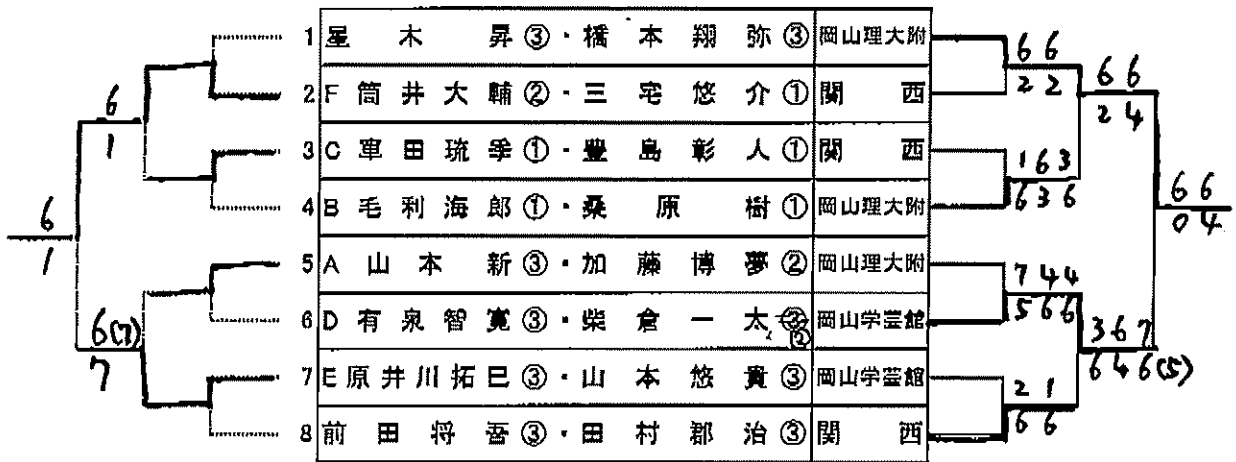 1 星木 昇③・橋本翔弥③ 岡山理大附
2 F 筒井大輔②・三宅悠介① 関西
3 C 車田琉季①・豊島彰人① 関西
4 B 毛利海郎①・桑原 樹① 岡山理大附
5 A 山本 新③・加藤博夢② 岡山理大附
6 D 有泉智寛③・柴倉一太② 岡山学芸館
7 E 原井川拓巳③・山本悠貴③ 岡山学芸館
8 前田将吾③・田村郡治③ 関西
6
1
6
1
6(7)
7
6 6
2 2
1 6 3
6 3 6
7 4 4
5 6 6
2 1
6 6
6 6
2 4
3 6 7
6 4 6(5)
6 6
0 4